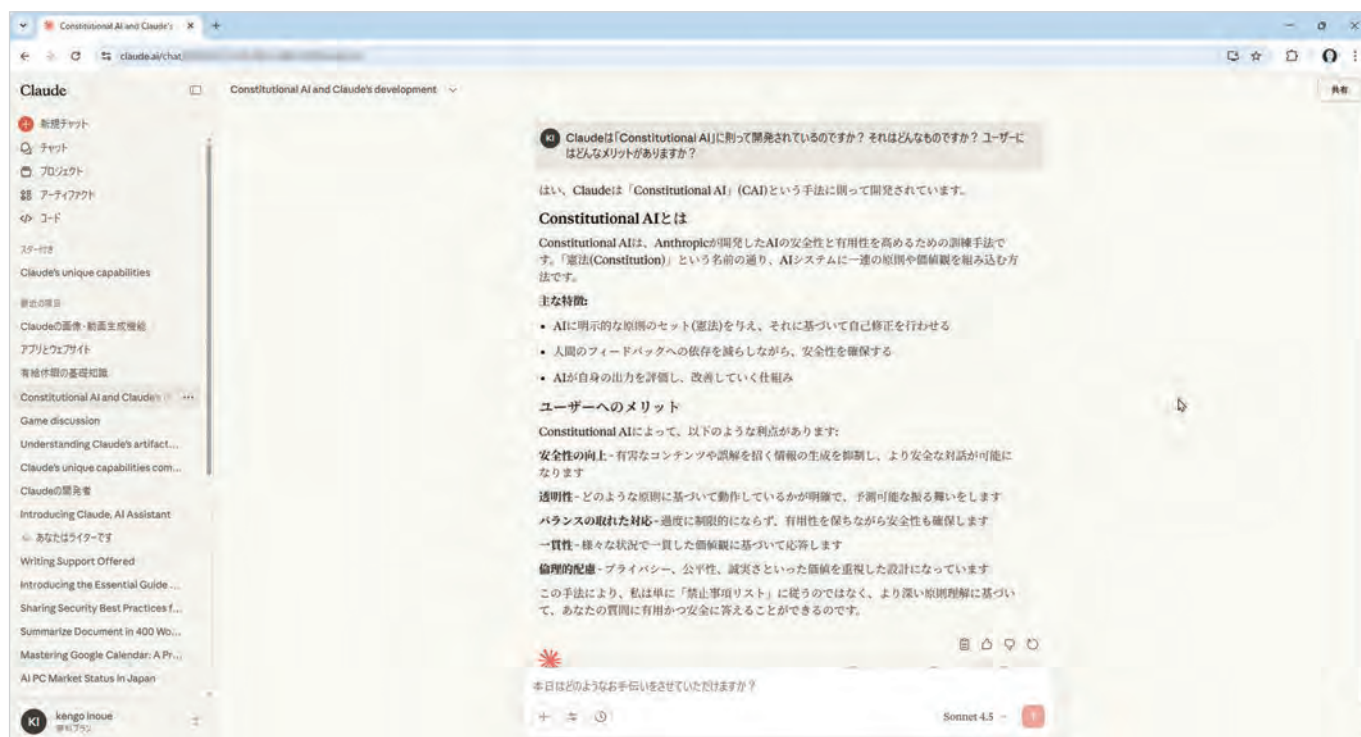 Constitutional AI and Claude's
claude.ai/chat
Claude
Constitutional AI and Claude's development
共有
新規チャット
チャット
プロジェクト
アーティファクト
コード
スター付き
Claude's unique capabilities
最近の項目
Claudeの画像・動画生成機能
アプリとウェブサイト
有給休暇の基礎知識
Constitutional AI and Claude's
Game discussion
Understanding Claude's artifact...
Claude's unique capabilities com...
Claudeの開発者
Introducing Claude, AI Assistant
あなたはライターです
Writing Support Offered
Introducing the Essential Guide ...
Sharing Security Best Practices f...
Summarize Document in 400 Wo...
Mastering Google Calendar: A Pr...
AI PC Market Status in Japan
KI
kengo inoue
無料プラン
KI
Claudeは「Constitutional AI」に則って開発されているのですか？ それはどんなものですか？ ユーザーに
はどんなメリットがありますか？
はい、Claudeは「Constitutional AI」(CAI)という手法に則って開発されています。
Constitutional AIとは
Constitutional AIは、Anthropicが開発したAIの安全性と有用性を高めるための訓練手法で
す。「憲法(Constitution)」という名前の通り、AIシステムに一連の原則や価値観を組み込む方
法です。
主な特徴:
• AIに明示的な原則のセット(憲法)を与え、それに基づいて自己修正を行わせる
• 人間のフィードバックへの依存を減らしながら、安全性を確保する
• AIが自身の出力を評価し、改善していく仕組み
ユーザーへのメリット
Constitutional AIによって、以下のような利点があります:
安全性の向上 - 有害なコンテンツや誤解を招く情報の生成を抑制し、より安全な対話が可能に
なります
透明性 - どのような原則に基づいて動作しているかが明確で、予測可能な振る舞いをします
バランスの取れた対応 - 過度に制限的にならず、有用性を保ちながら安全性も確保します
一貫性 - 様々な状況で一貫した価値観に基づいて応答します
倫理的配慮 - プライバシー、公平性、誠実さといった価値を重視した設計になっています
この手法により、私は単に「禁止事項リスト」に従うのではなく、より深い原則理解に基づい
て、あなたの質問に有用かつ安全に答えることができるのです。
本日はどのようなお手伝いをさせていただけますか？
Sonnet 4.5